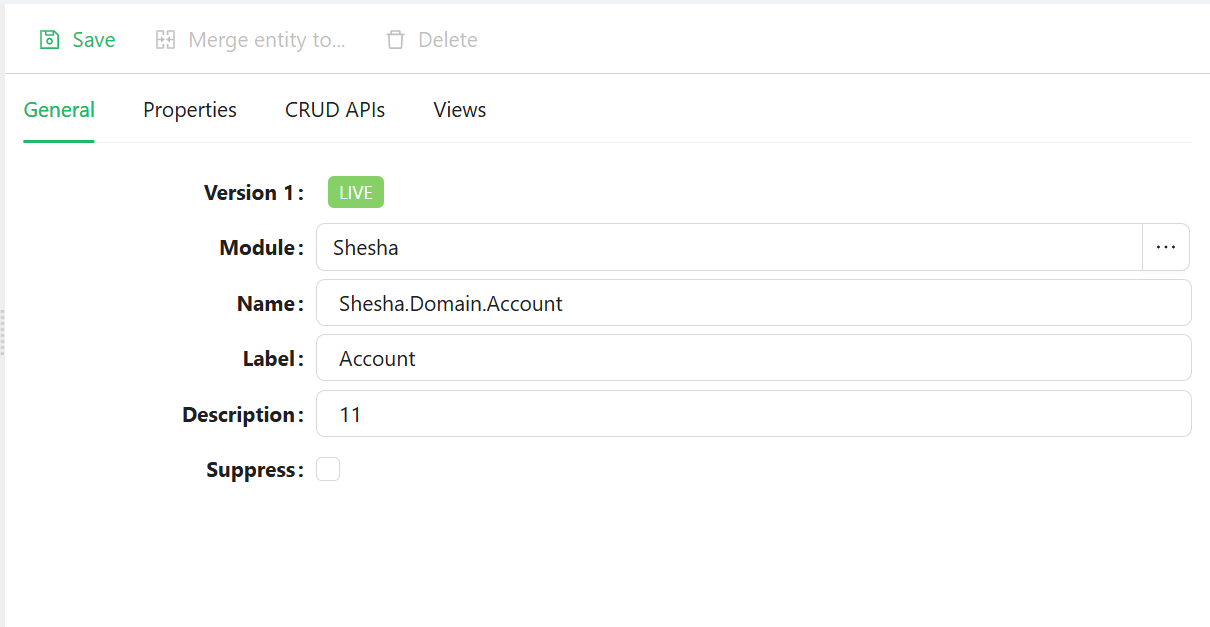 Save Merge entity to... Delete
General Properties CRUD APIs Views
Version 1: LIVE
Module: Shesha ...
Name: Shesha.Domain.Account
Label: Account
Description: 11
Suppress: